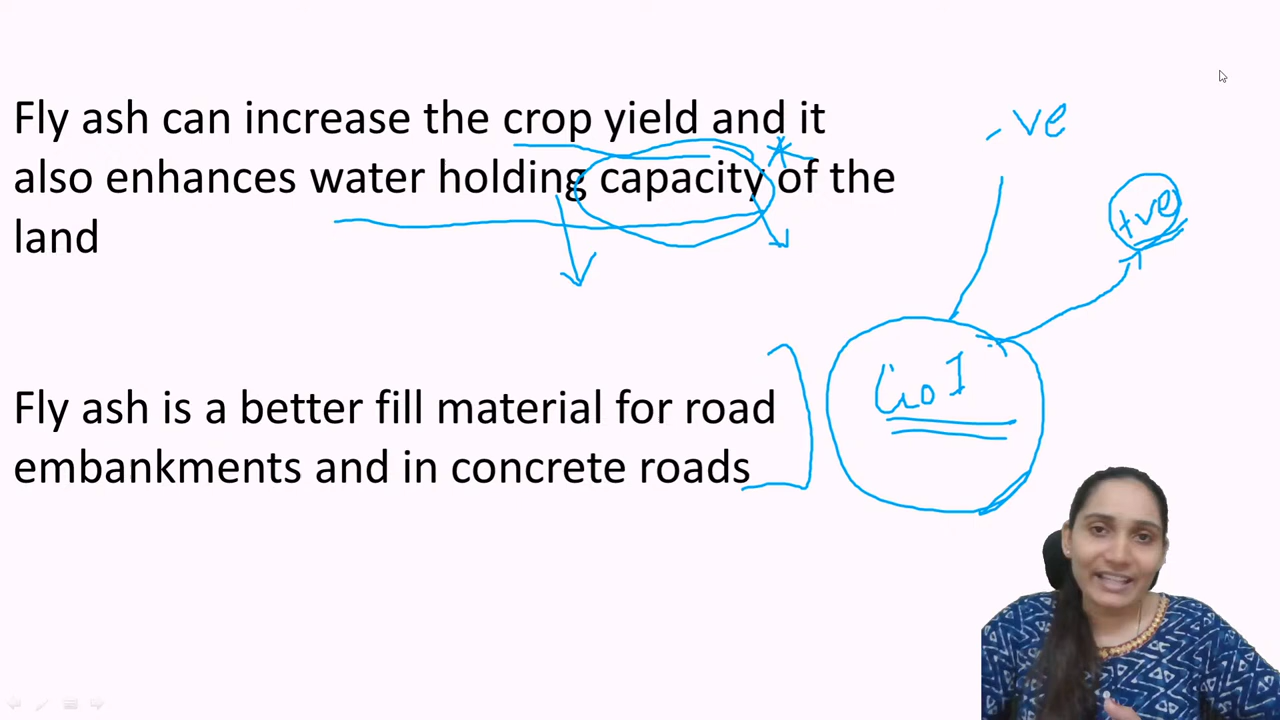 Fly ash can increase the crop yield and it
also enhances water holding capacity of the
land
-ve
+ve
GoI
Fly ash is a better fill material for road
embankments and in concrete roads